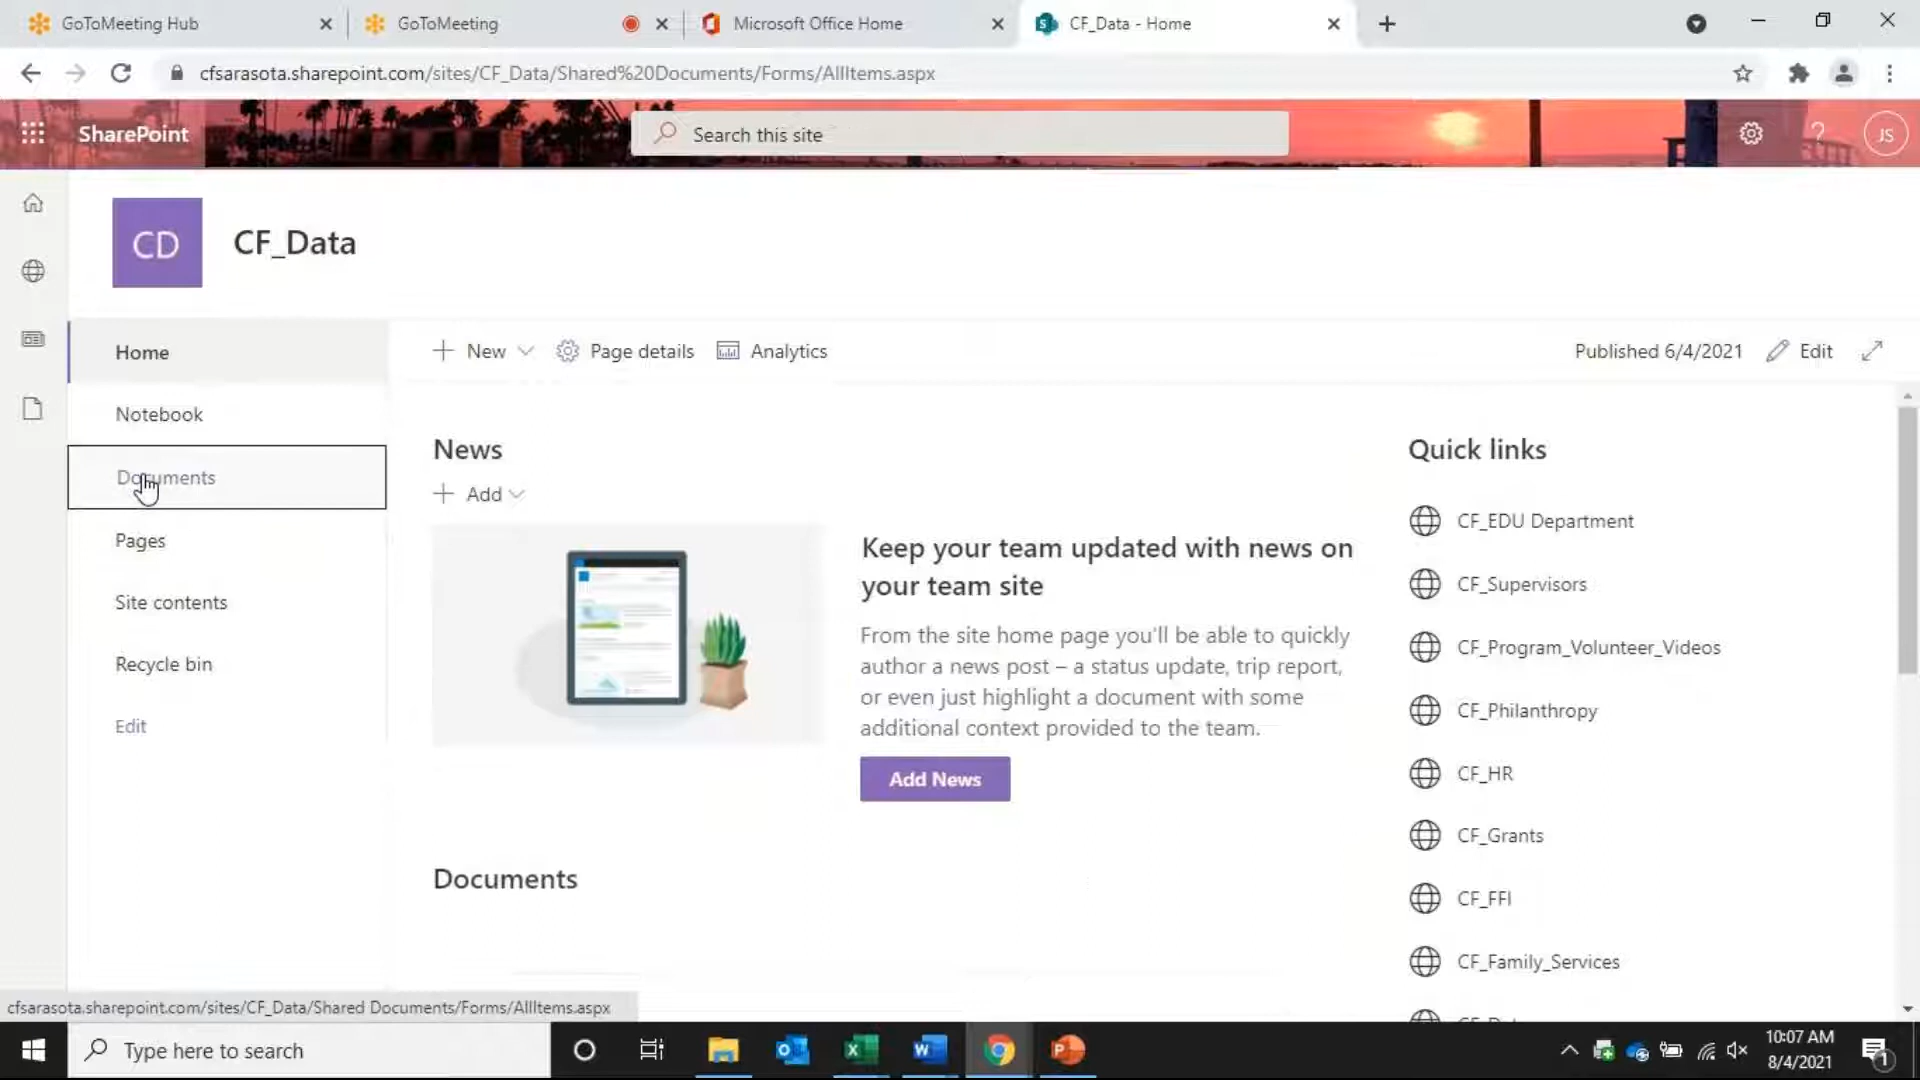 GoToMeeting Hub
GoToMeeting
Microsoft Office Home
CF_Data - Home
cfsarasota.sharepoint.com/sites/CF_Data/Shared%20Documents/Forms/AllItems.aspx
SharePoint
Search this site
JS
CD
CF_Data
Home
New
Page details
Analytics
Published 6/4/2021
Edit
Notebook
Documents
Pages
Site contents
Recycle bin
Edit
News
Add
Keep your team updated with news on
your team site
From the site home page you'll be able to quickly
author a news post – a status update, trip report,
or even just highlight a document with some
additional context provided to the team.
Add News
Documents
Quick links
CF_EDU Department
CF_Supervisors
CF_Program_Volunteer_Videos
CF_Philanthropy
CF_HR
CF_Grants
CF_FFI
CF_Family_Services
cfsarasota.sharepoint.com/sites/CF_Data/Shared Documents/Forms/AllItems.aspx
Type here to search
10:07 AM
8/4/2021
1